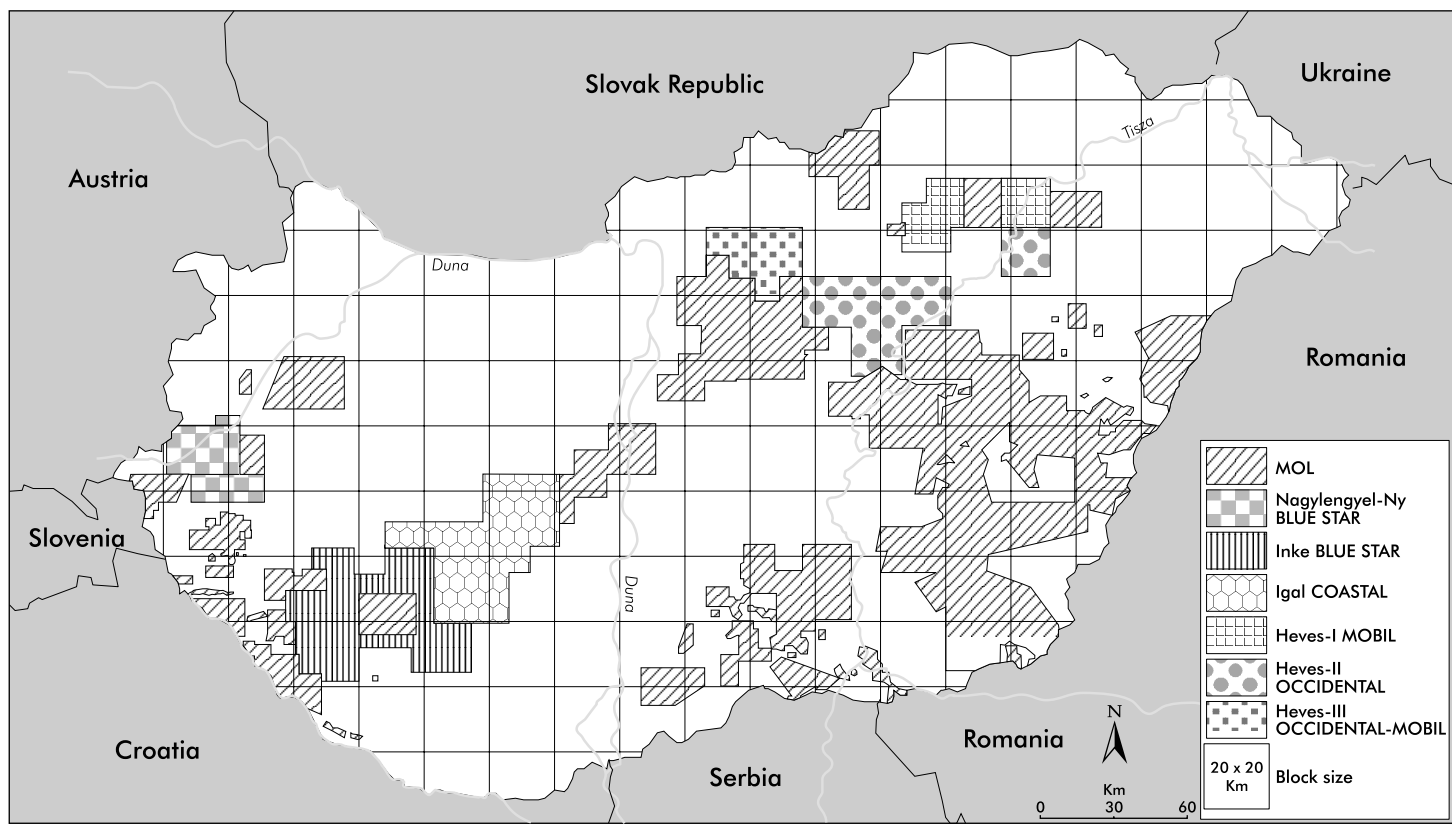 Slovak Republic
Ukraine
Austria
Tisza
Duna
Romania
Slovenia
Duna
Croatia
Serbia
Romania
N
Km
0 30 60
MOL
Nagylengyel-Ny
BLUE STAR
Inke BLUE STAR
Igal COASTAL
Heves-I MOBIL
Heves-II
OCCIDENTAL
Heves-III
OCCIDENTAL-MOBIL
20 x 20
Km
Block size